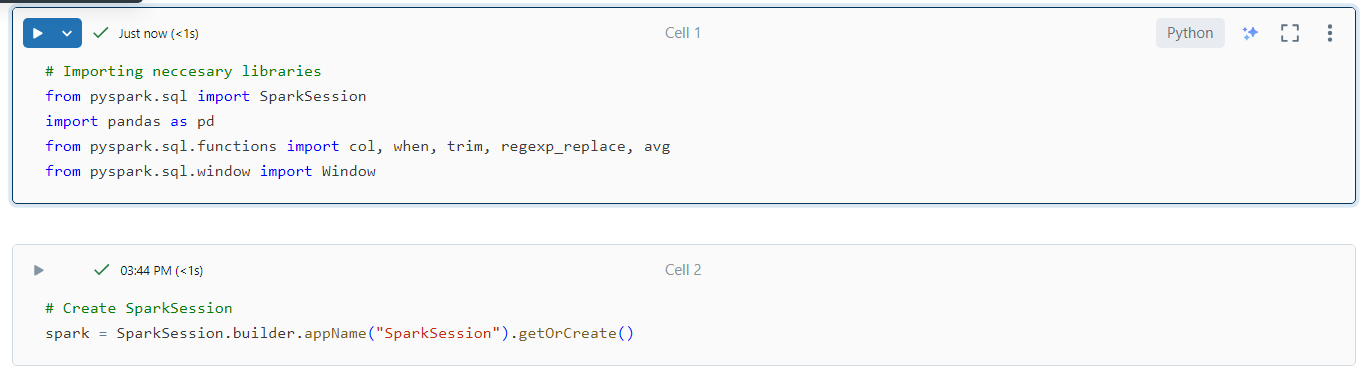 Just now (<1s)
Cell 1
Python
# Importing neccesary libraries
from pyspark.sql import SparkSession
import pandas as pd
from pyspark.sql.functions import col, when, trim, regexp_replace, avg
from pyspark.sql.window import Window
03:44 PM (<1s)
Cell 2
# Create SparkSession
spark = SparkSession.builder.appName("SparkSession").getOrCreate()